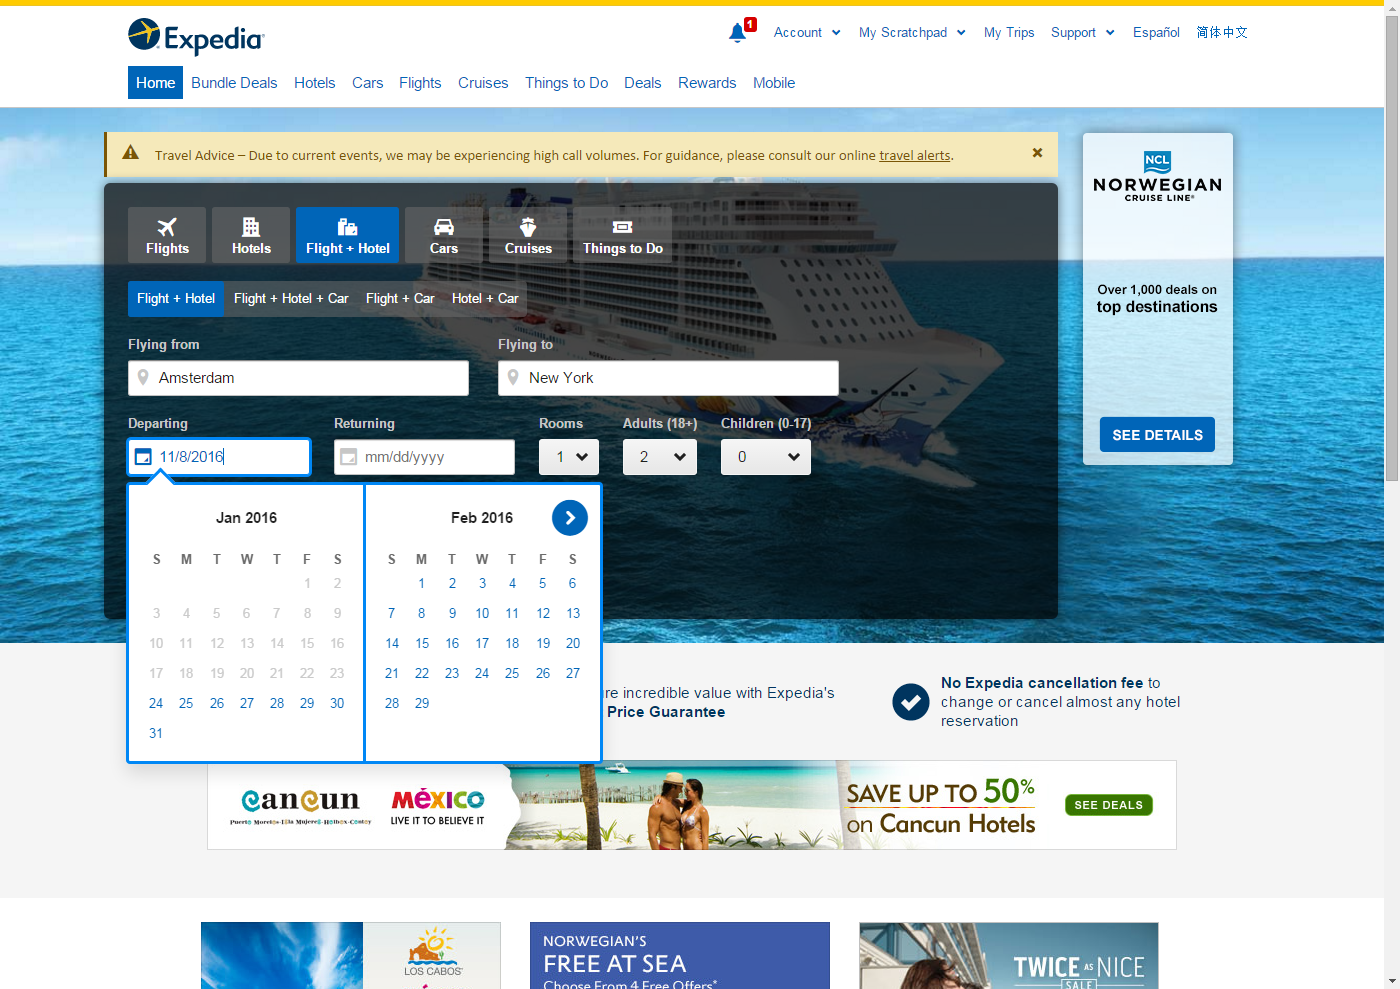 Expedia
1
Account
My Scratchpad
My Trips
Support
Español
简体中文
Home
Bundle Deals
Hotels
Cars
Flights
Cruises
Things to Do
Deals
Rewards
Mobile
Travel Advice – Due to current events, we may be experiencing high call volumes. For guidance, please consult our online travel alerts.
NCL
NORWEGIAN
CRUISE LINE®
Over 1,000 deals on
top destinations
SEE DETAILS
Flights
Hotels
Flight + Hotel
Cars
Cruises
Things to Do
Flight + Hotel
Flight + Hotel + Car
Flight + Car
Hotel + Car
Flying from
Flying to
Amsterdam
New York
Departing
Returning
Rooms
Adults (18+)
Children (0-17)
11/8/2016
mm/dd/yyyy
1
2
0
Jan 2016
S M T W T F S
1 2
3 4 5 6 7 8 9
10 11 12 13 14 15 16
17 18 19 20 21 22 23
24 25 26 27 28 29 30
31
Feb 2016
S M T W T F S
1 2 3 4 5 6
7 8 9 10 11 12 13
14 15 16 17 18 19 20
21 22 23 24 25 26 27
28 29
re incredible value with Expedia's
Price Guarantee
No Expedia cancellation fee to
change or cancel almost any hotel
reservation
CanCun
Puerto Morelos-Isla Mujeres-Holbox-Contoy
MéXICO
LIVE IT TO BELIEVE IT
SAVE UP TO 50%
on Cancun Hotels
SEE DEALS
LOS CABOS
NORWEGIAN'S
FREE AT SEA
Choose From 4 Free Offers*
TWICE AS NICE
SALE